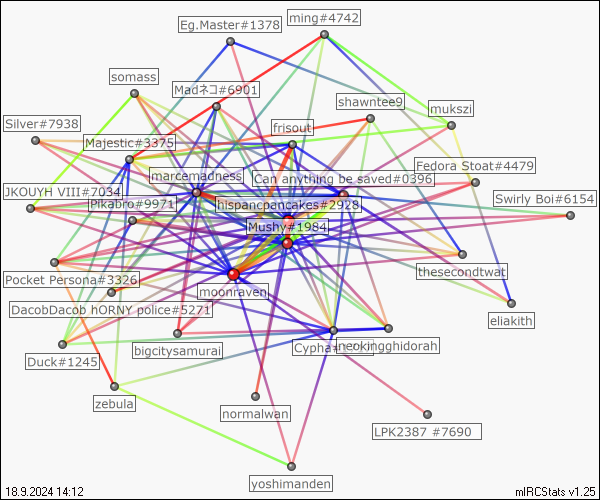 ming#4742
Eg.Master#1378
somass
Madネコ#6901
shawntee9
mukszi
Silver#7938
frisout
Majestic#3375
Fedora Stoat#4479
marcemadness
Can anything be saved#0396
JKOUYH VIII#7034
Swirly Boi#6154
Pikabro#9971
hispancpancakes#2928
Mushy#1984
thesecondtwat
Pocket Persona#3326
moonraven
DacobDacob hORNY police#5271
eliakith
bigcitysamurai
Cypha
neokingghidorah
Duck#1245
zebula
normalwan
LPK2387 #7690
yoshimanden
18.9.2024 14:12
mIRCStats v1.25